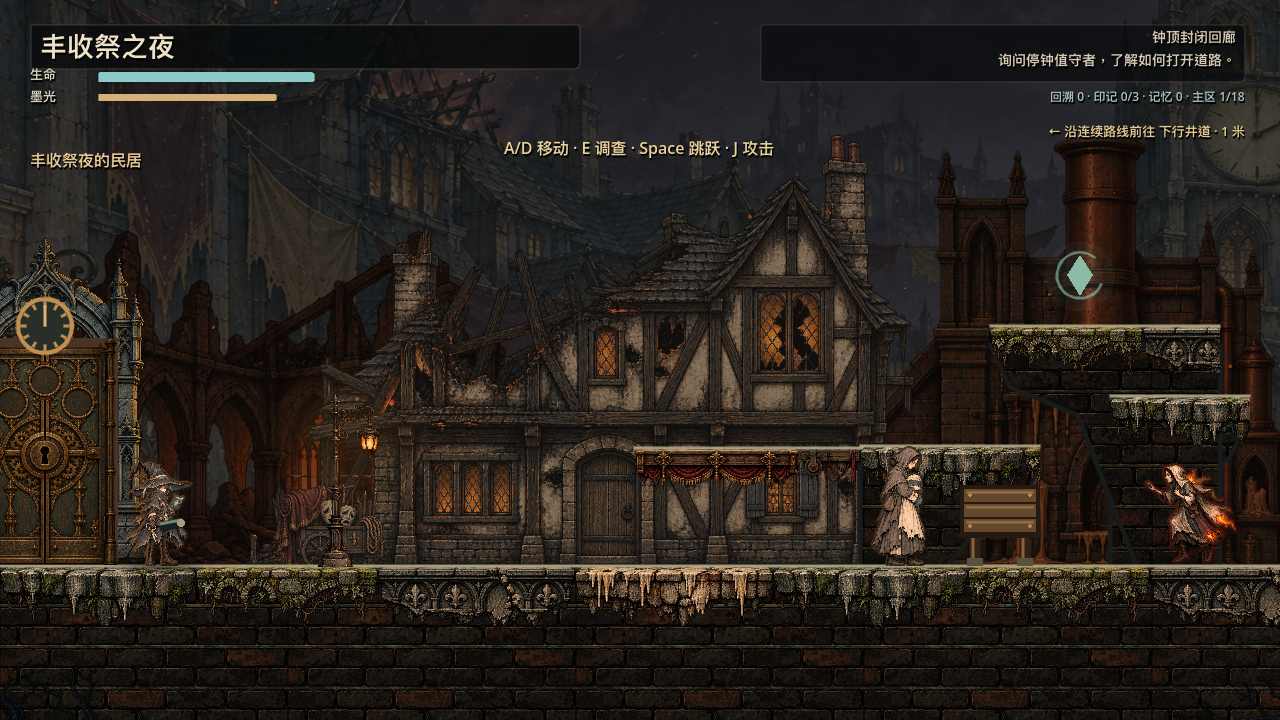 丰收祭之夜
生命
墨光
丰收祭夜的民居
A/D 移动 · E 调查 · Space 跳跃 · J 攻击
钟顶封闭回廊
询问停钟值守者，了解如何打开道路。
回溯 0 · 印记 0/3 · 记忆 0 · 主区 1/18
← 沿连续路线前往 下行井道 · 1 米